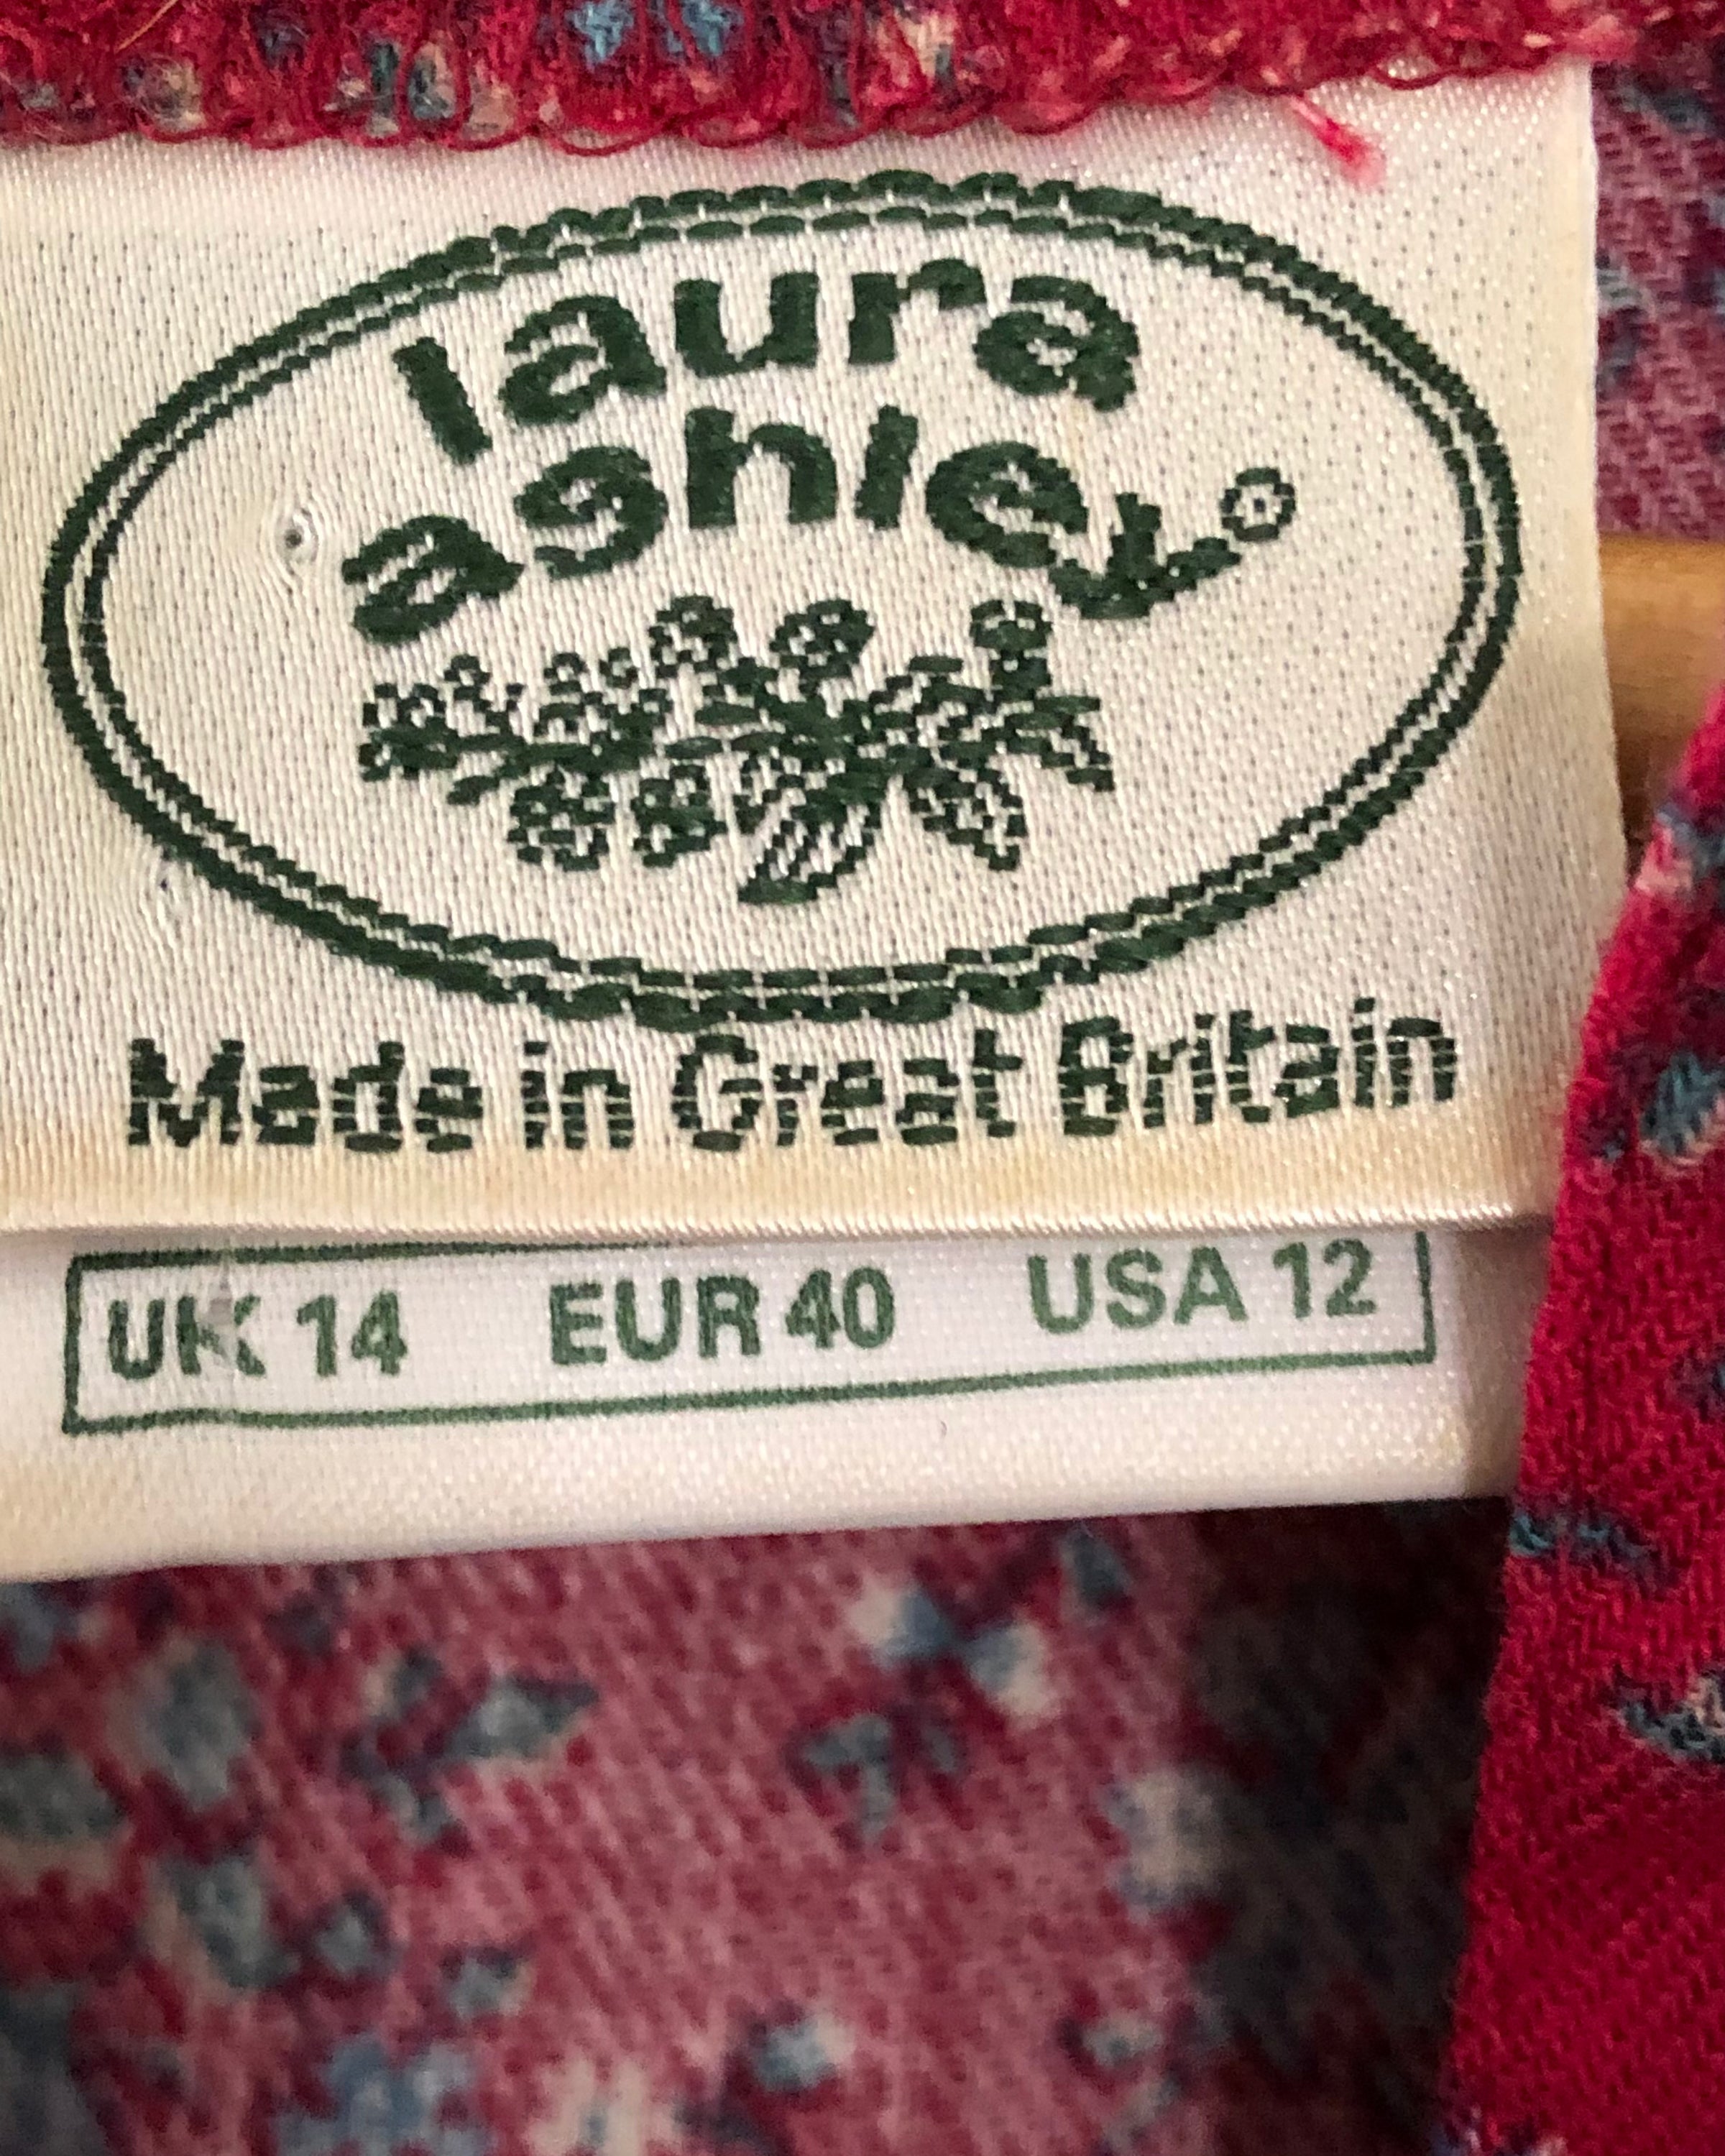 laura
ashley®
Made in Great Britain
UK 14 EUR 40 USA 12